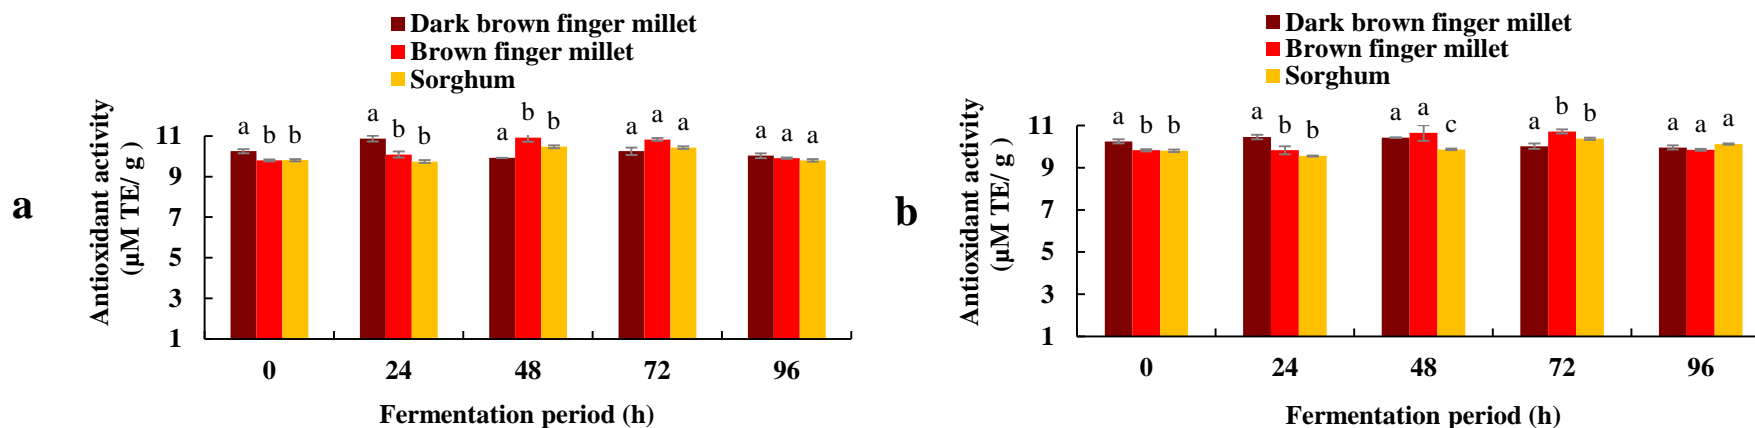 Dark brown finger millet
Brown finger millet
Sorghum
a b b a b b a b b a a a a a a
Antioxidant activity
(µM TE/ g )
11
9
7
5
3
1
0 24 48 72 96
Fermentation period (h)
a
Dark brown finger millet
Brown finger millet
Sorghum
a b b a b b a a c a b b a a a
Antioxidant activity
(µM TE/ g )
11
9
7
5
3
1
0 24 48 72 96
Fermentation period (h)
b